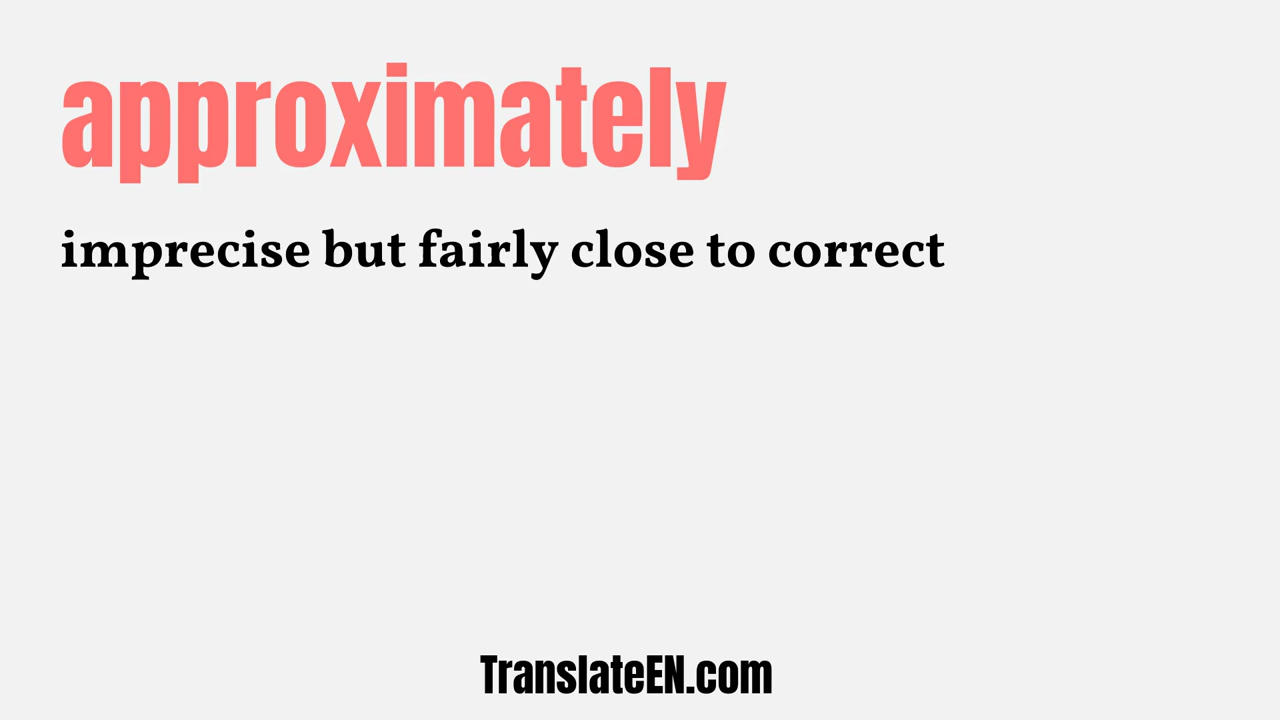 approximately
imprecise but fairly close to correct
TranslateEN.com